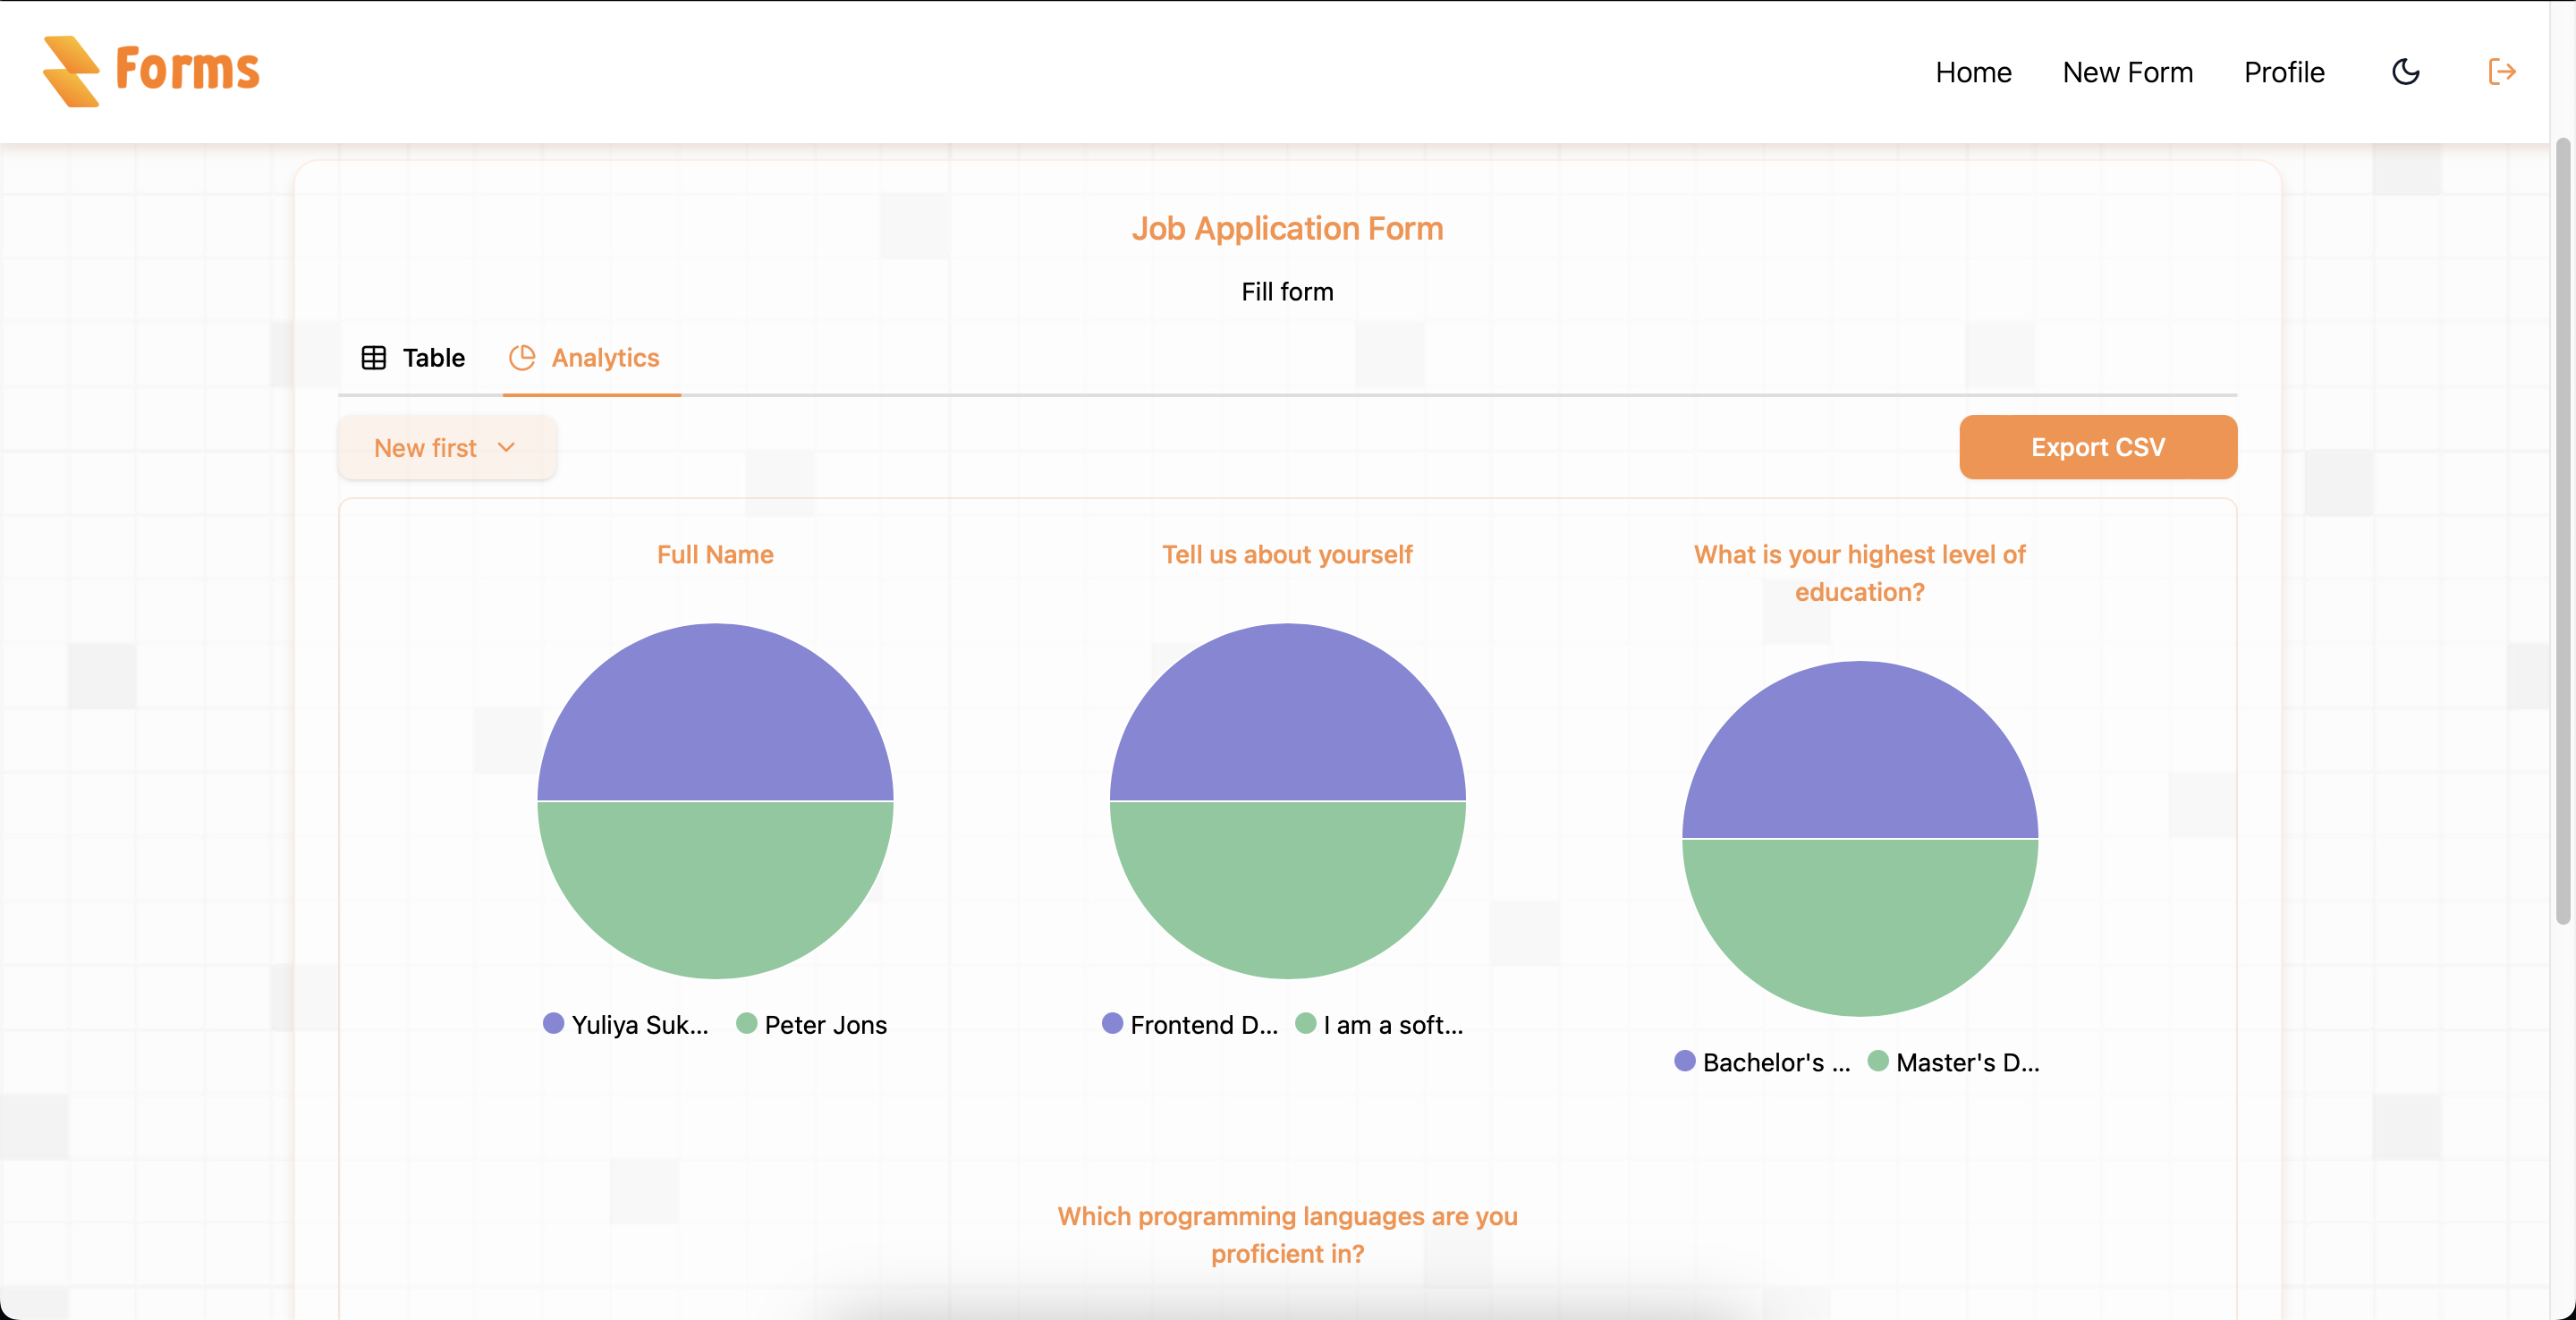 Forms
Home New Form Profile
Job Application Form
Fill form
Table Analytics
New first
Export CSV
Full Name
Yuliya Suk...
Peter Jons
Tell us about yourself
Frontend D...
I am a soft...
What is your highest level of
education?
Bachelor's ...
Master's D...
Which programming languages are you
proficient in?